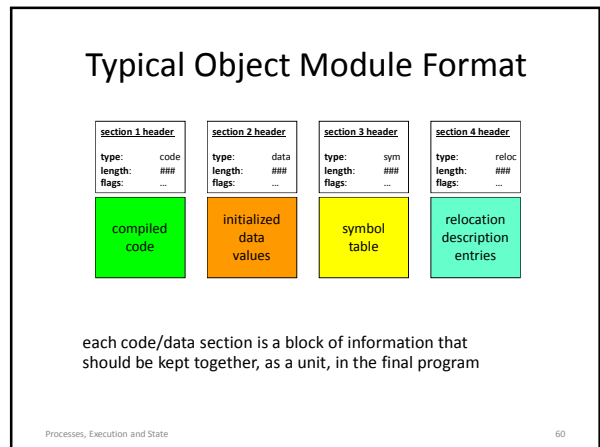 Typical Object Module Format
section 1 header
type: code
length: ###
flags: ...
section 2 header
type: data
length: ###
flags: ...
section 3 header
type: sym
length: ###
flags: ...
section 4 header
type: reloc
length: ###
flags: ...
compiled
code
initialized
data
values
symbol
table
relocation
description
entries
each code/data section is a block of information that
should be kept together, as a unit, in the final program
Processes, Execution and State 60